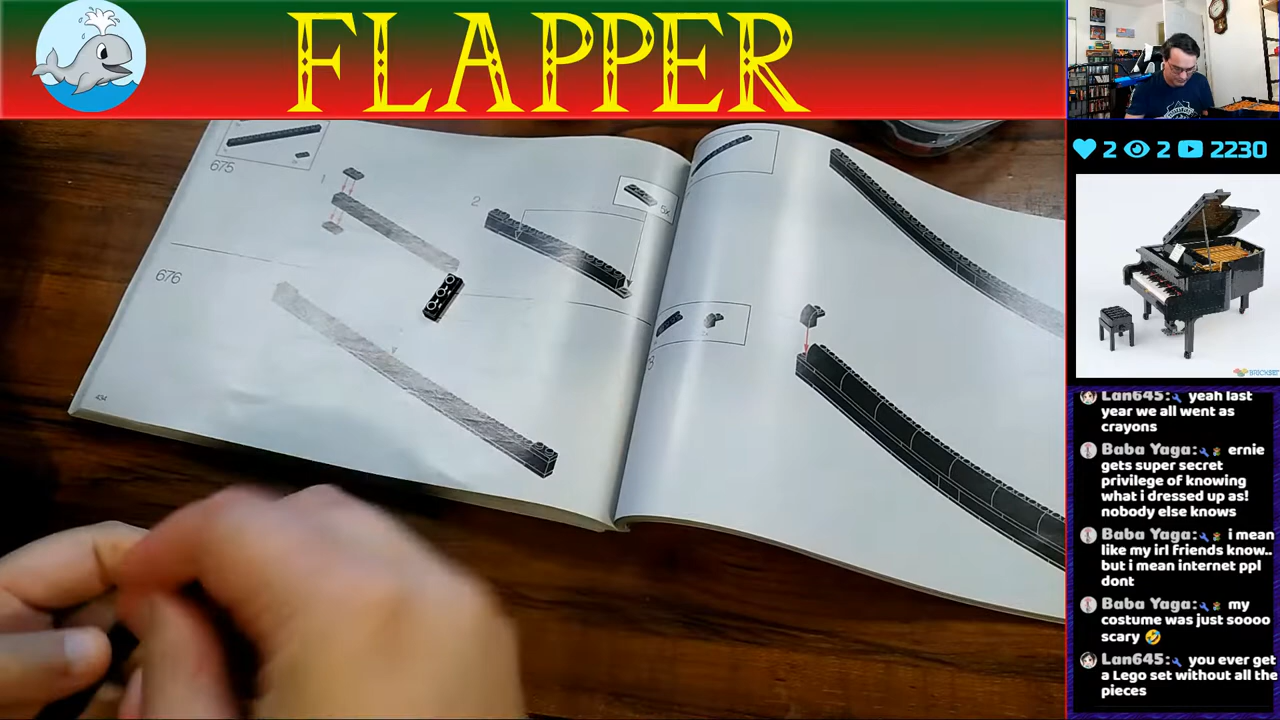 FLAPPER
675
1
2
5x
676
434
2 2 2230
BRICKSET
Lan645: yeah last
year we all went as
crayons
Baba Yaga: ernie
gets super secret
privilege of knowing
what i dressed up as!
nobody else knows
Baba Yaga: i mean
like my irl friends know..
but i mean internet ppl
dont
Baba Yaga: my
costume was just soooo
scary 🤣
Lan645: you ever get
a Lego set without all the
pieces